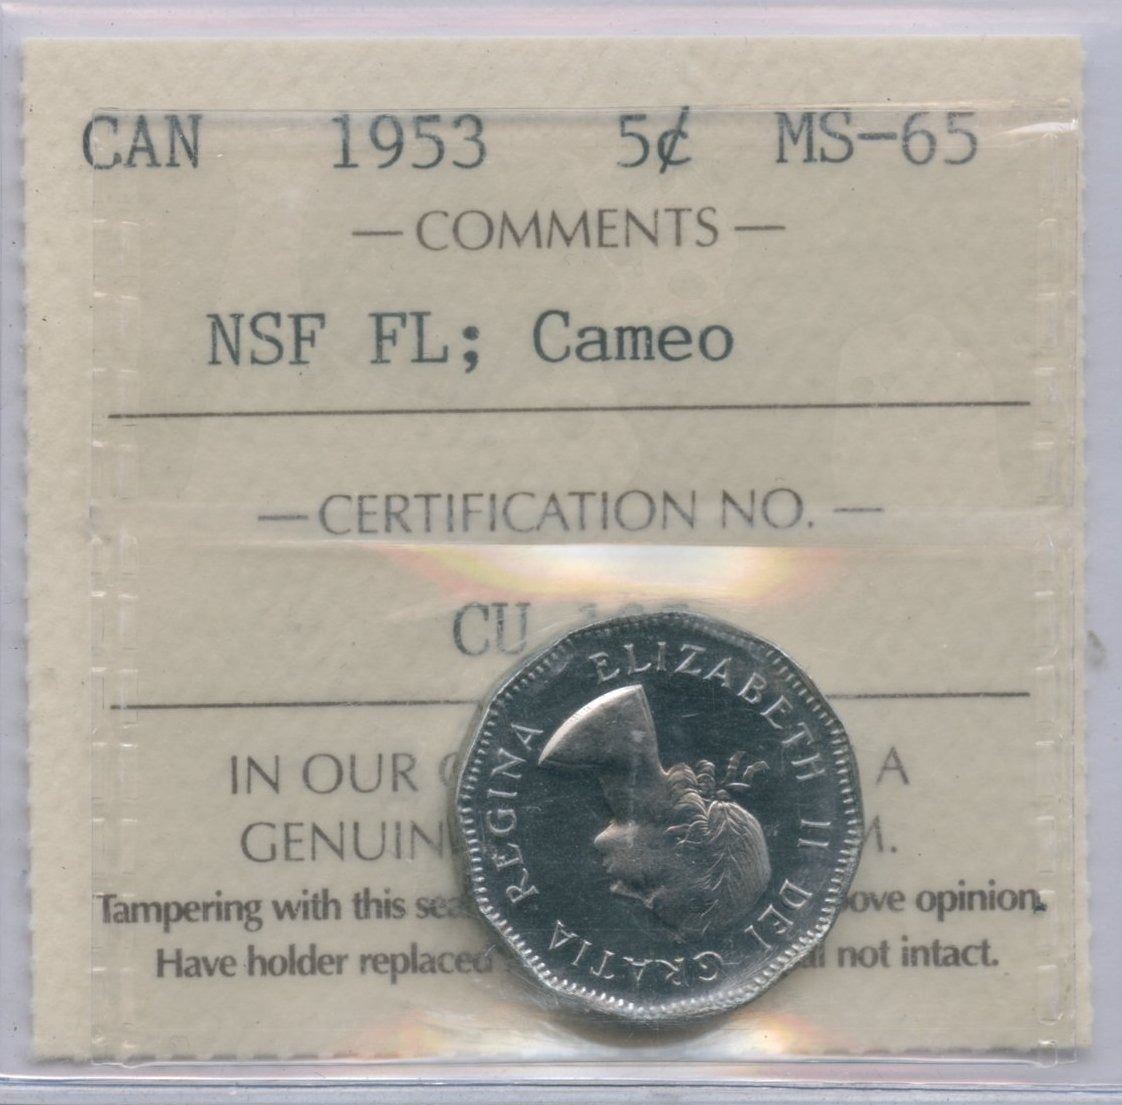 CAN 1953 5¢ MS-65
— COMMENTS —
NSF FL; Cameo
— CERTIFICATION NO. —
CU
IN OUR A
GENUIN M.
Tampering with this sea ove opinion.
Have holder replaced al not intact.
ELIZABETH II DEI GRATIA REGINA